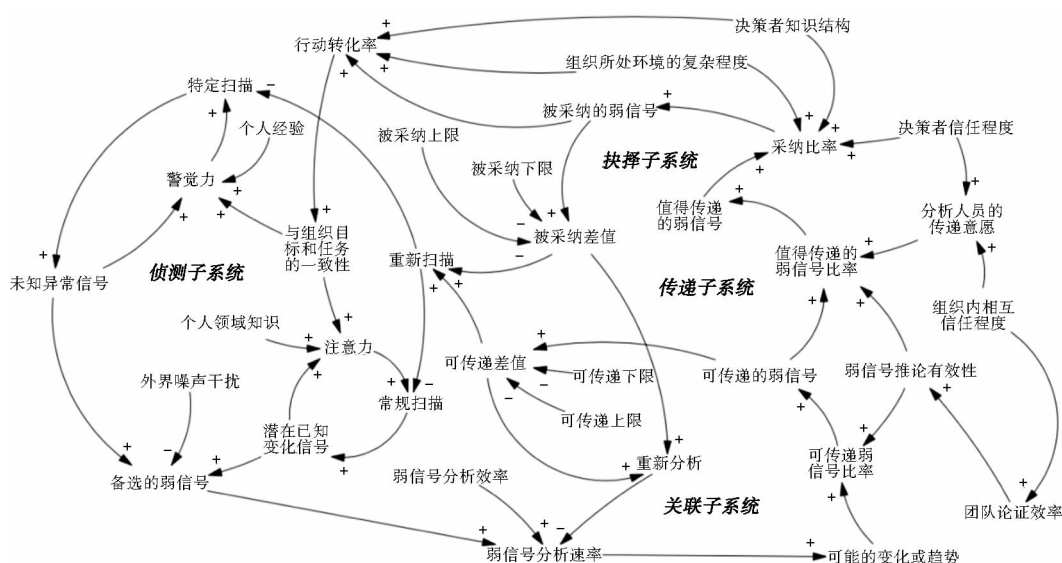 决策者知识结构
行动转化率
组织所处环境的复杂程度
特定扫描
被采纳的弱信号
个人经验
被采纳上限
决策者信任程度
采纳比率
抉择子系统
被采纳下限
警觉力
值得传递
的弱信号
分析人员的
传递意愿
与组织目
标和任务
的一致性
被采纳差值
重新扫描
侦测子系统
未知异常信号
传递子系统
值得传递的
弱信号比率
组织内相互
信任程度
个人领域知识
注意力
可传递差值
可传递下限
可传递的弱信号
弱信号推论有效性
外界噪声干扰
常规扫描
可传递上限
潜在已知
变化信号
备选的弱信号
重新分析
可传递弱
信号比率
弱信号分析效率
关联子系统
团队论证效率
弱信号分析速率
可能的变化或趋势